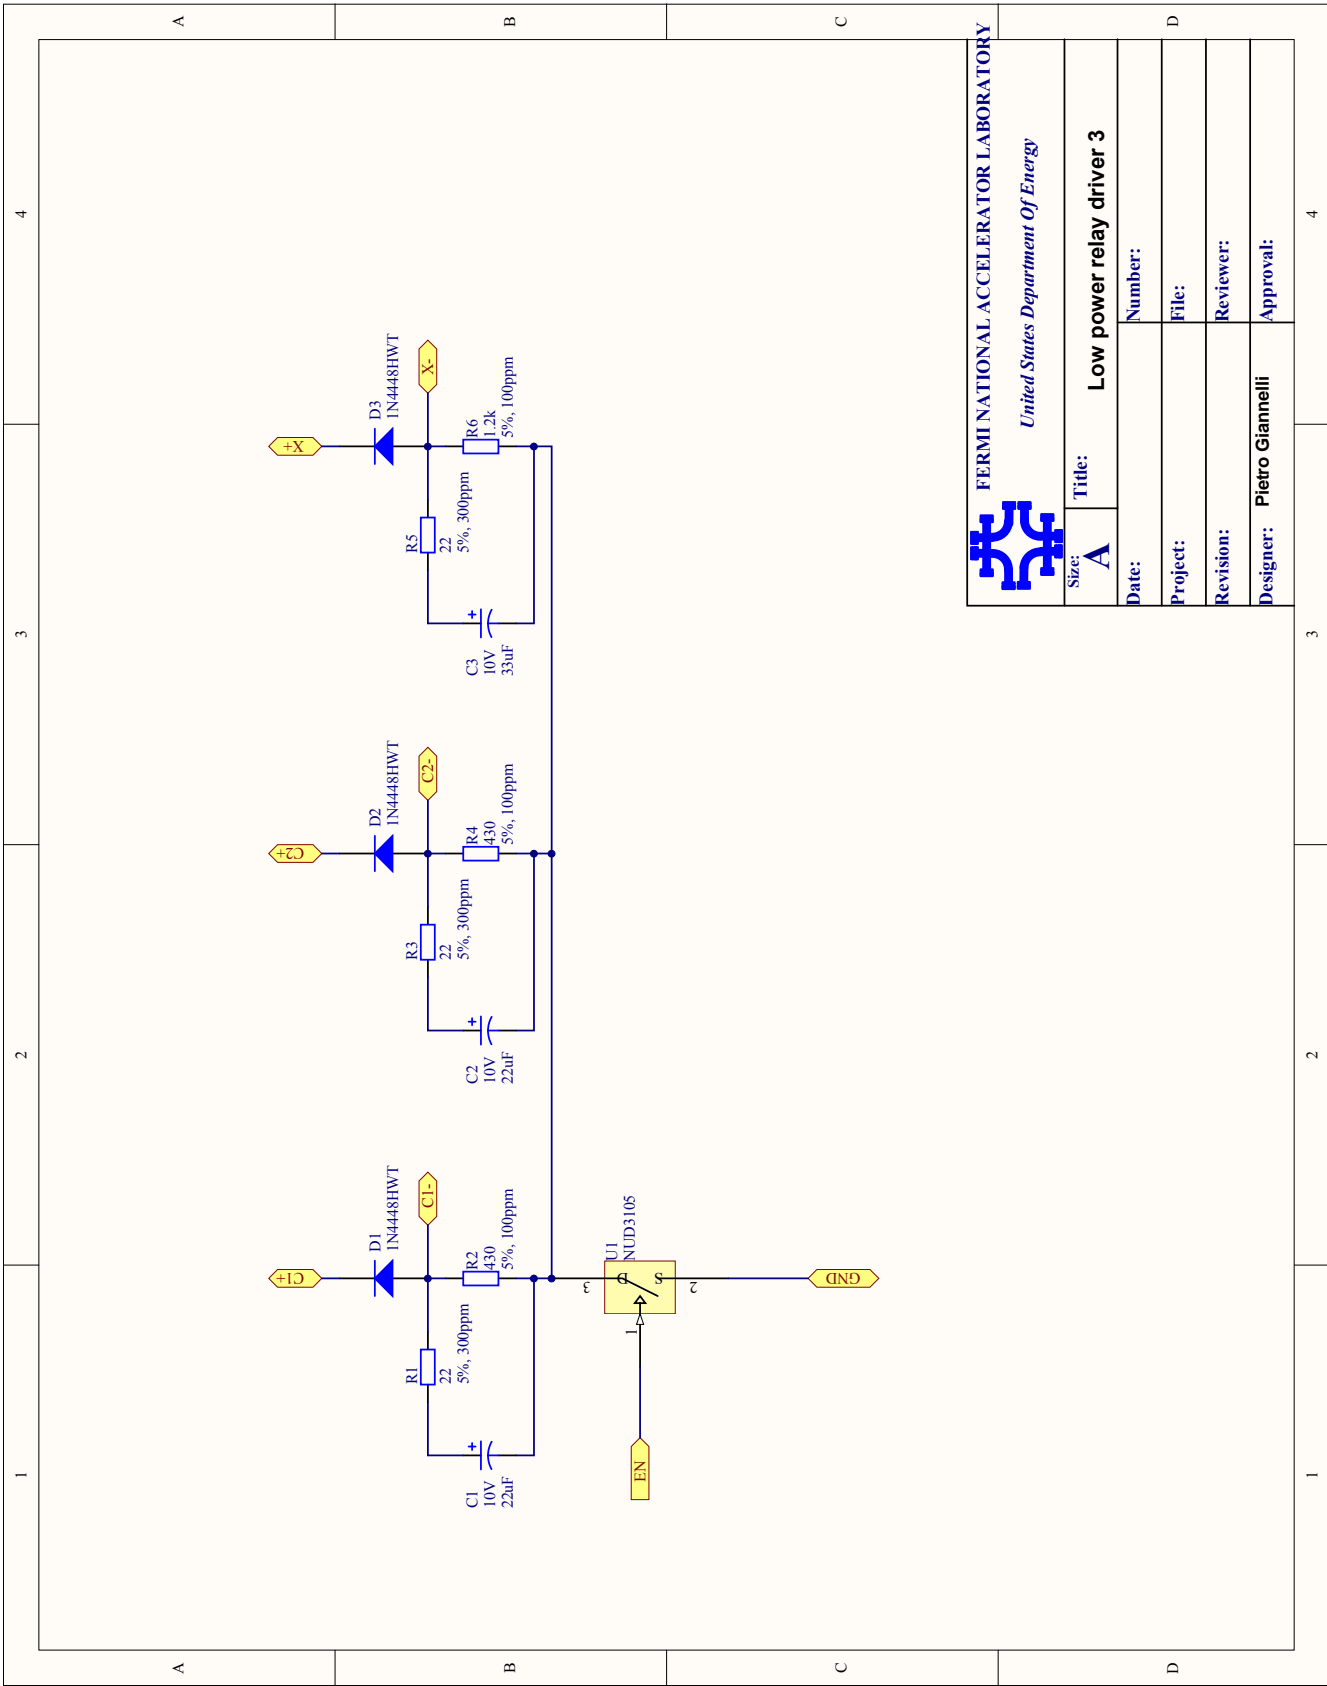 1
2
3
4
A
A
B
B
C
C
D
D
1
2
3
4
C1+
D1
1N4448HWT
C1-
R1
22
5%, 300ppm
R2
430
5%, 100ppm
C1
10V
22uF
+
C2+
D2
1N4448HWT
C2-
R3
22
5%, 300ppm
R4
430
5%, 100ppm
C2
10V
22uF
+
X+
D3
1N4448HWT
X-
R5
22
5%, 300ppm
R6
1.2k
5%, 100ppm
C3
10V
33uF
+
U1
NUD3105
3
D
S
2
1
EN
GND
FERMI NATIONAL ACCELERATOR LABORATORY
United States Department Of Energy
Size:
A
Title:
Low power relay driver 3
Date:
Number:
Project:
File:
Revision:
Reviewer:
Designer: Pietro Giannelli
Approval: